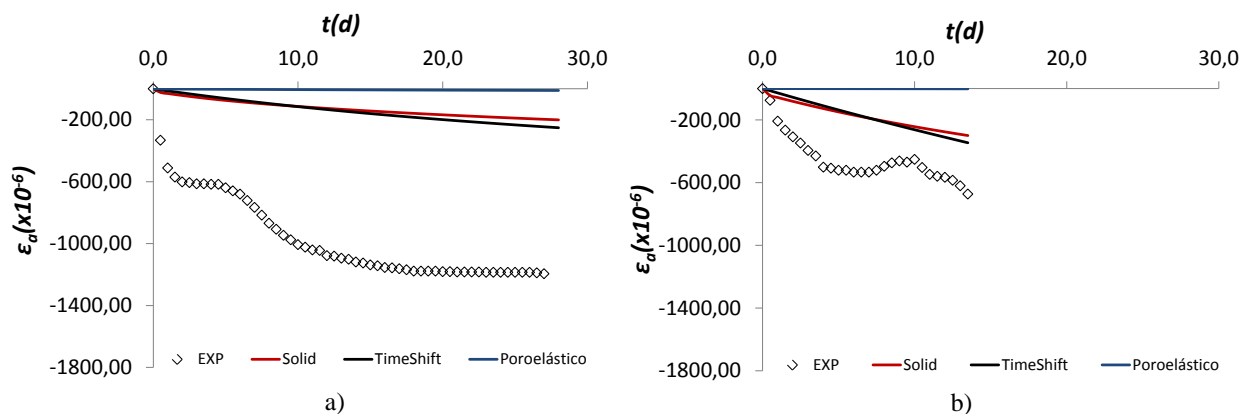 a)
t(d)
0,0 10,0 20,0 30,0
-200,00
-600,00
-1000,00
-1400,00
-1800,00
εa(x10-6)
EXP Solid TimeShift Poroelástico
a)
b)
t(d)
0,0 10,0 20,0 30,0
-200,00
-600,00
-1000,00
-1400,00
-1800,00
εa(x10-6)
EXP Solid TimeShift Poroelástico
b)